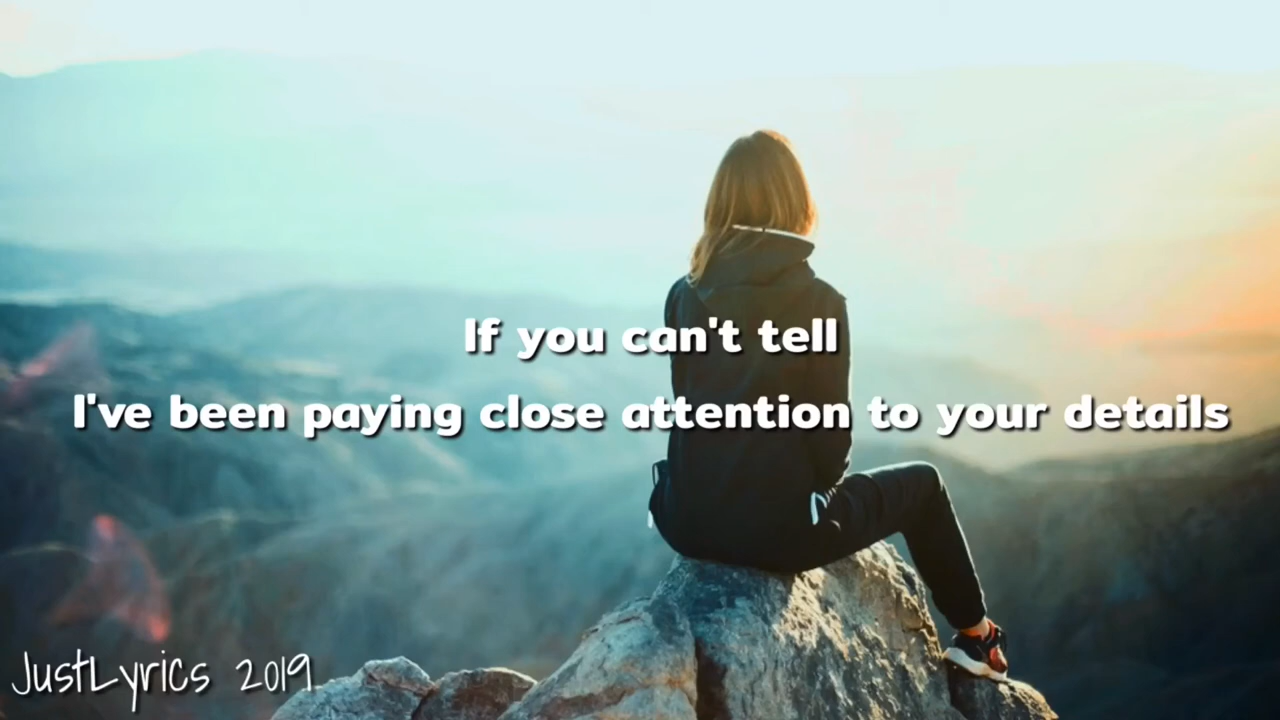 If you can't tell
I've been paying close attention to your details
JustLyrics 2019